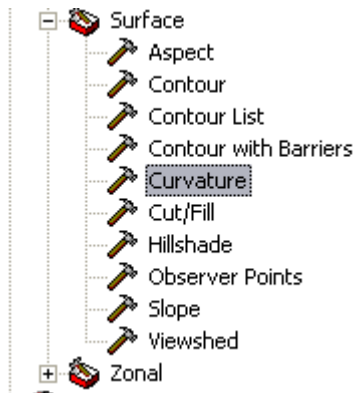 Surface
Aspect
Contour
Contour List
Contour with Barriers
Curvature
Cut/Fill
Hillshade
Observer Points
Slope
Viewshed
Zonal